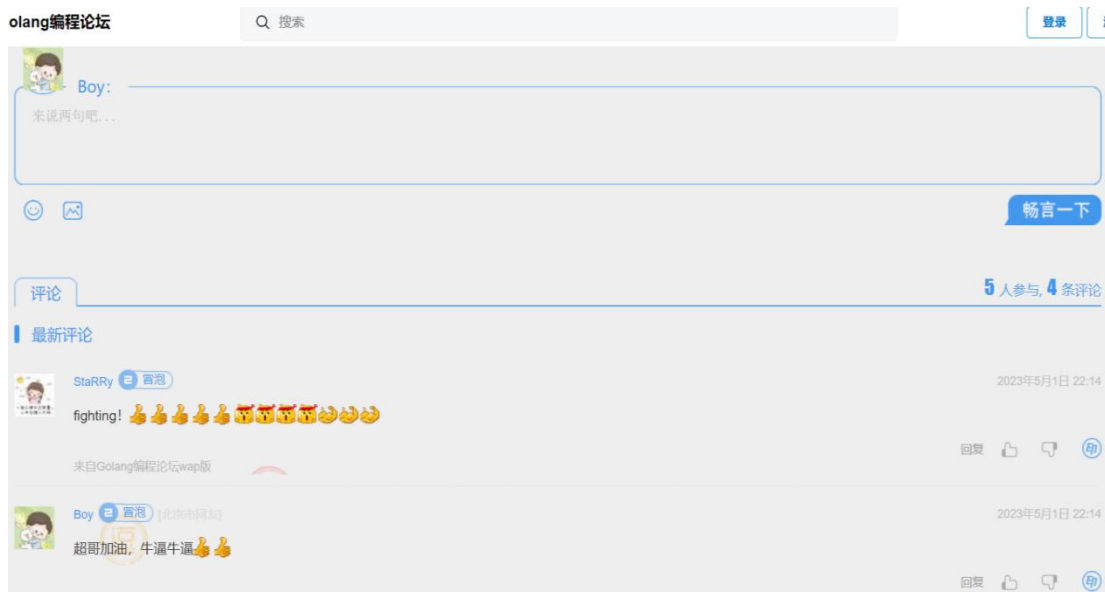 olang编程论坛
搜索
登录
Boy:
来说两句吧...
畅言一下
评论
5 人参与, 4 条评论
最新评论
StaRRy 2 冒泡
2023年5月1日 22:14
fighting!
回复
印
来自Golang编程论坛wap版
Boy 2 冒泡 [北京市网友]
2023年5月1日 22:14
超哥加油，牛逼牛逼
回复
印